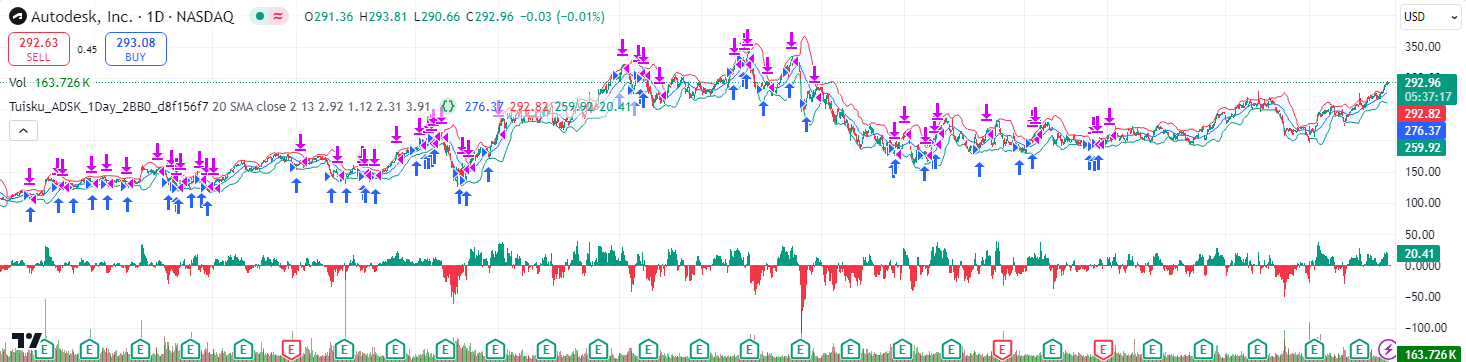 Autodesk, Inc. · 1D · NASDAQ ≈ O291.36 H293.81 L290.66 C292.96 −0.03 (−0.01%)
USD
292.63
SELL
0.45
293.08
BUY
Vol 163.726 K
Tuisku_ADSK_1Day_2BB0_d8f156f7 20 SMA close 2 13 2.92 1.12 2.31 3.91 276.37 292.82 259.92 20.41
350.00
292.96
05:37:17
292.82
276.37
259.92
150.00
100.00
50.00
20.41
0.0000
−50.00
−100.00
163.726 K
E E E E E E E E E E E E E E E E E E E E E E E E E E E